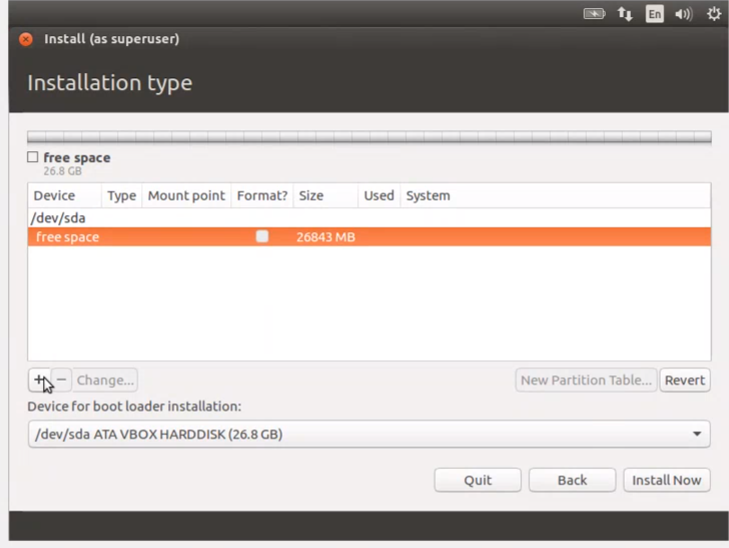 En
Install (as superuser)
Installation type
free space
26.8 GB
Device Type Mount point Format? Size Used System
/dev/sda
free space 26843 MB
+ − Change... New Partition Table... Revert
Device for boot loader installation:
/dev/sda ATA VBOX HARDDISK (26.8 GB)
Quit Back Install Now